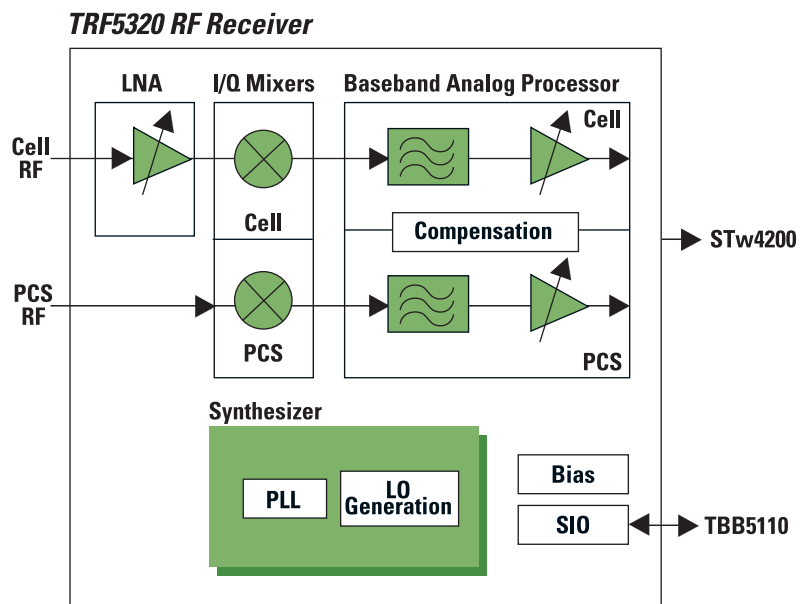 TRF5320 RF Receiver
LNA
I/Q Mixers
Baseband Analog Processor
Cell
RF
Cell
Cell
Compensation
STw4200
PCS
RF
PCS
PCS
Synthesizer
PLL
LO
Generation
Bias
SIO
TBB5110